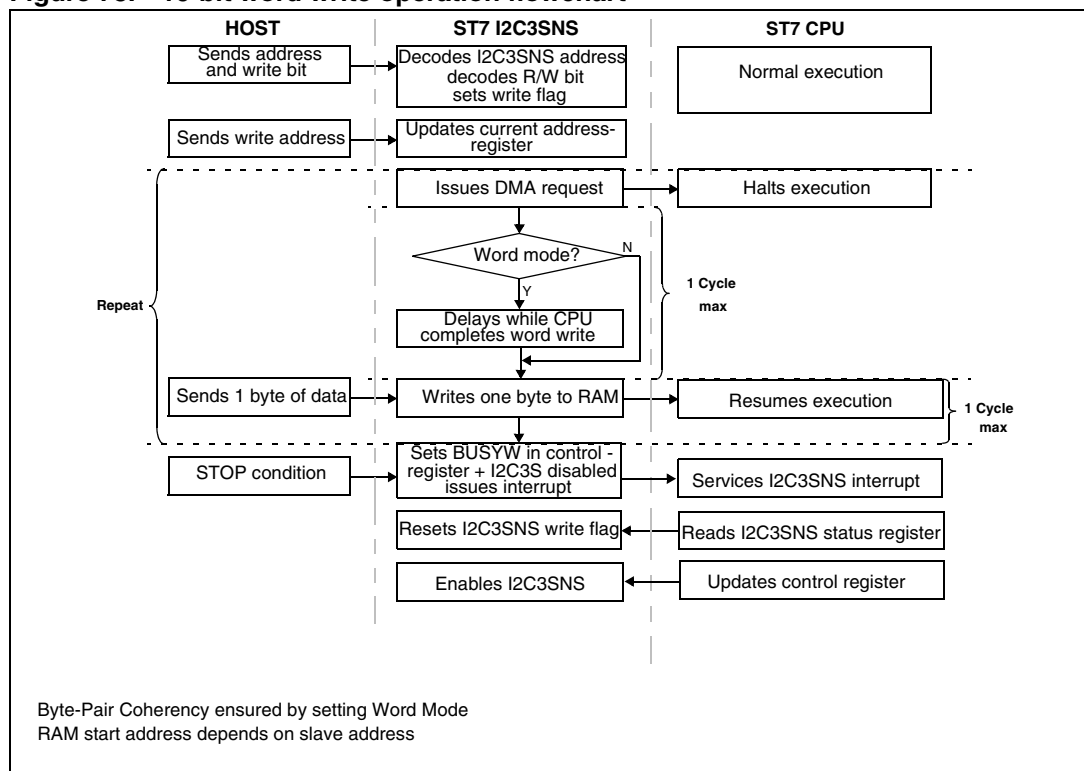 Figure 16-bit word write operation flowchart
HOST
ST7 I2C3SNS
ST7 CPU
Sends address
and write bit
Decodes I2C3SNS address
decodes R/W bit
sets write flag
Normal execution
Sends write address
Updates current address-
register
Issues DMA request
Halts execution
Word mode?
N
Y
1 Cycle
max
Repeat
Delays while CPU
completes word write
Sends 1 byte of data
Writes one byte to RAM
Resumes execution
1 Cycle
max
STOP condition
Sets BUSYW in control -
register + I2C3S disabled
issues interrupt
Services I2C3SNS interrupt
Resets I2C3SNS write flag
Reads I2C3SNS status register
Enables I2C3SNS
Updates control register
Byte-Pair Coherency ensured by setting Word Mode
RAM start address depends on slave address